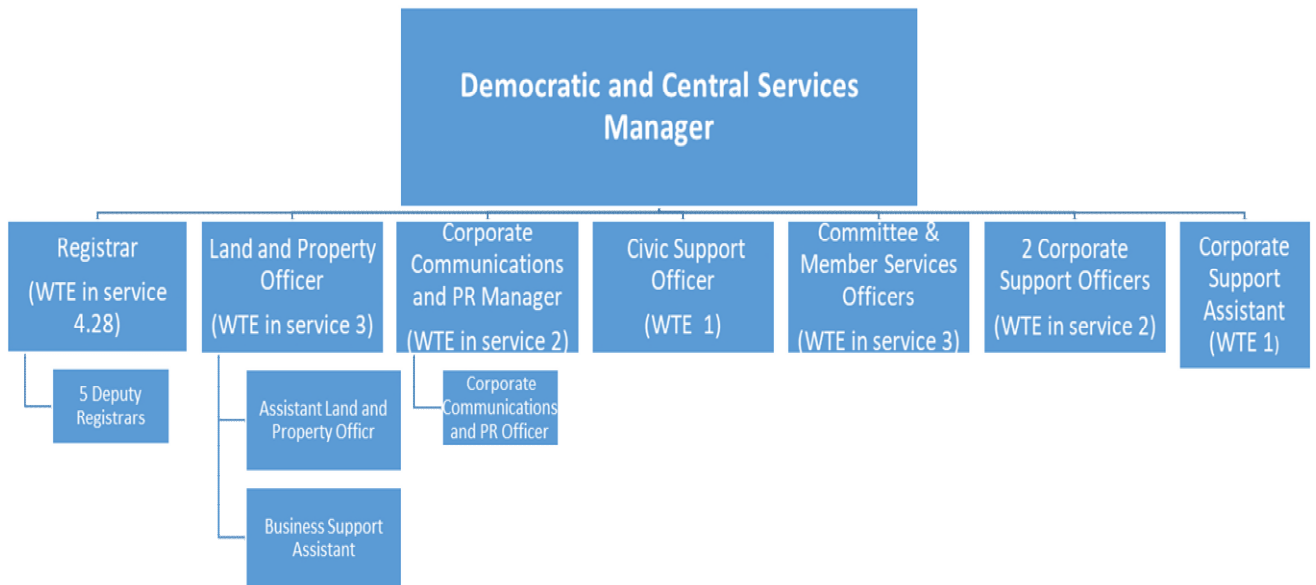 Democratic and Central Services
Manager
Registrar
(WTE in service
4.28)
5 Deputy
Registrars
Land and Property
Officer
(WTE in service 3)
Assistant Land and
Property Officr
Business Support
Assistant
Corporate
Communications
and PR Manager
(WTE in service 2)
Corporate
Communications
and PR Officer
Civic Support
Officer
(WTE 1)
Committee &
Member Services
Officers
(WTE in service 3)
2 Corporate
Support Officers
(WTE in service 2)
Corporate
Support
Assistant
(WTE 1)